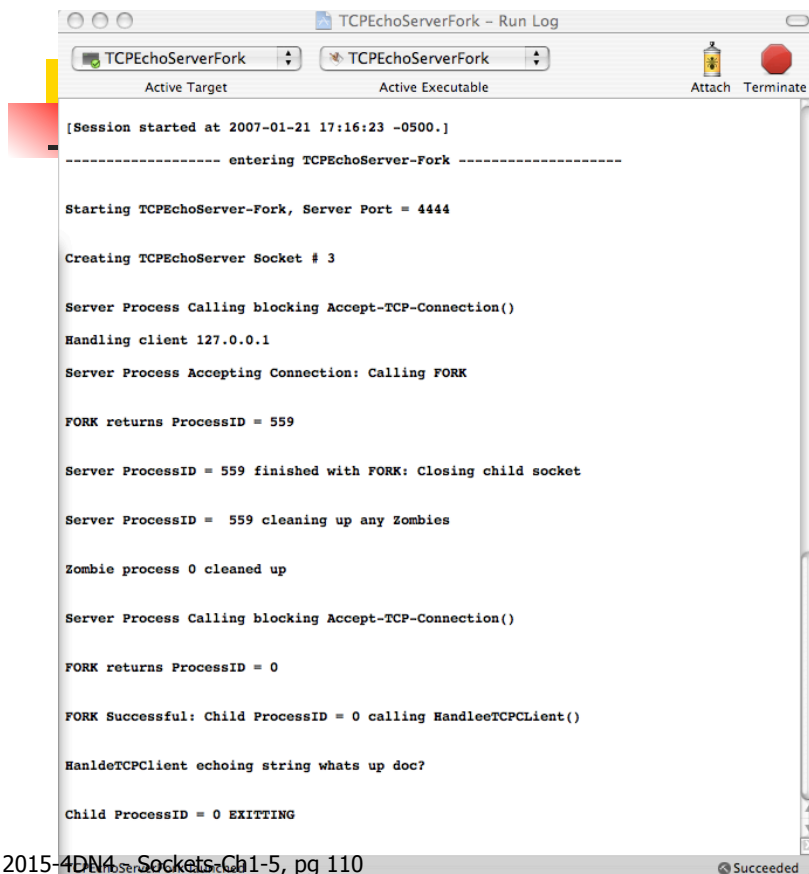 TCPEchoServerFork – Run Log
TCPEchoServerFork TCPEchoServerFork
Active Target Active Executable Attach Terminate
[Session started at 2007-01-21 17:16:23 -0500.]
------------------- entering TCPEchoServer-Fork --------------------
Starting TCPEchoServer-Fork, Server Port = 4444
Creating TCPEchoServer Socket # 3
Server Process Calling blocking Accept-TCP-Connection()
Handling client 127.0.0.1
Server Process Accepting Connection: Calling FORK
FORK returns ProcessID = 559
Server ProcessID = 559 finished with FORK: Closing child socket
Server ProcessID =  559 cleaning up any Zombies
Zombie process 0 cleaned up
Server Process Calling blocking Accept-TCP-Connection()
FORK returns ProcessID = 0
FORK Successful: Child ProcessID = 0 calling HandleeTCPCLient()
HanldeTCPClient echoing string whats up doc?
Child ProcessID = 0 EXITTING
2015-4DN4 - Sockets-Ch1-5, pg 110
Succeeded